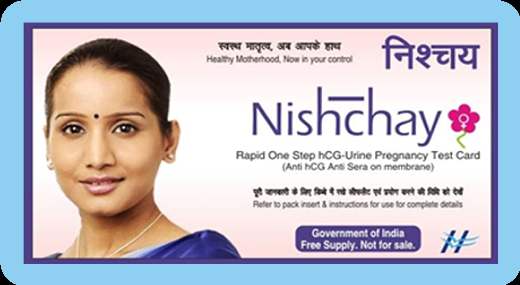 स्वस्थ मातृत्व, अब आपके हाथ
Healthy Motherhood, Now in your control
निश्चय
Nishchay
Rapid One Step hCG-Urine Pregnancy Test Card
(Anti hCG Anti Sera on membrane)
पूरी जानकारी के लिए डिब्बे में रखे लीफलैट एवं प्रयोग करने की विधि को देखें
Refer to pack insert & instructions for use for complete details
Government of India
Free Supply. Not for sale.